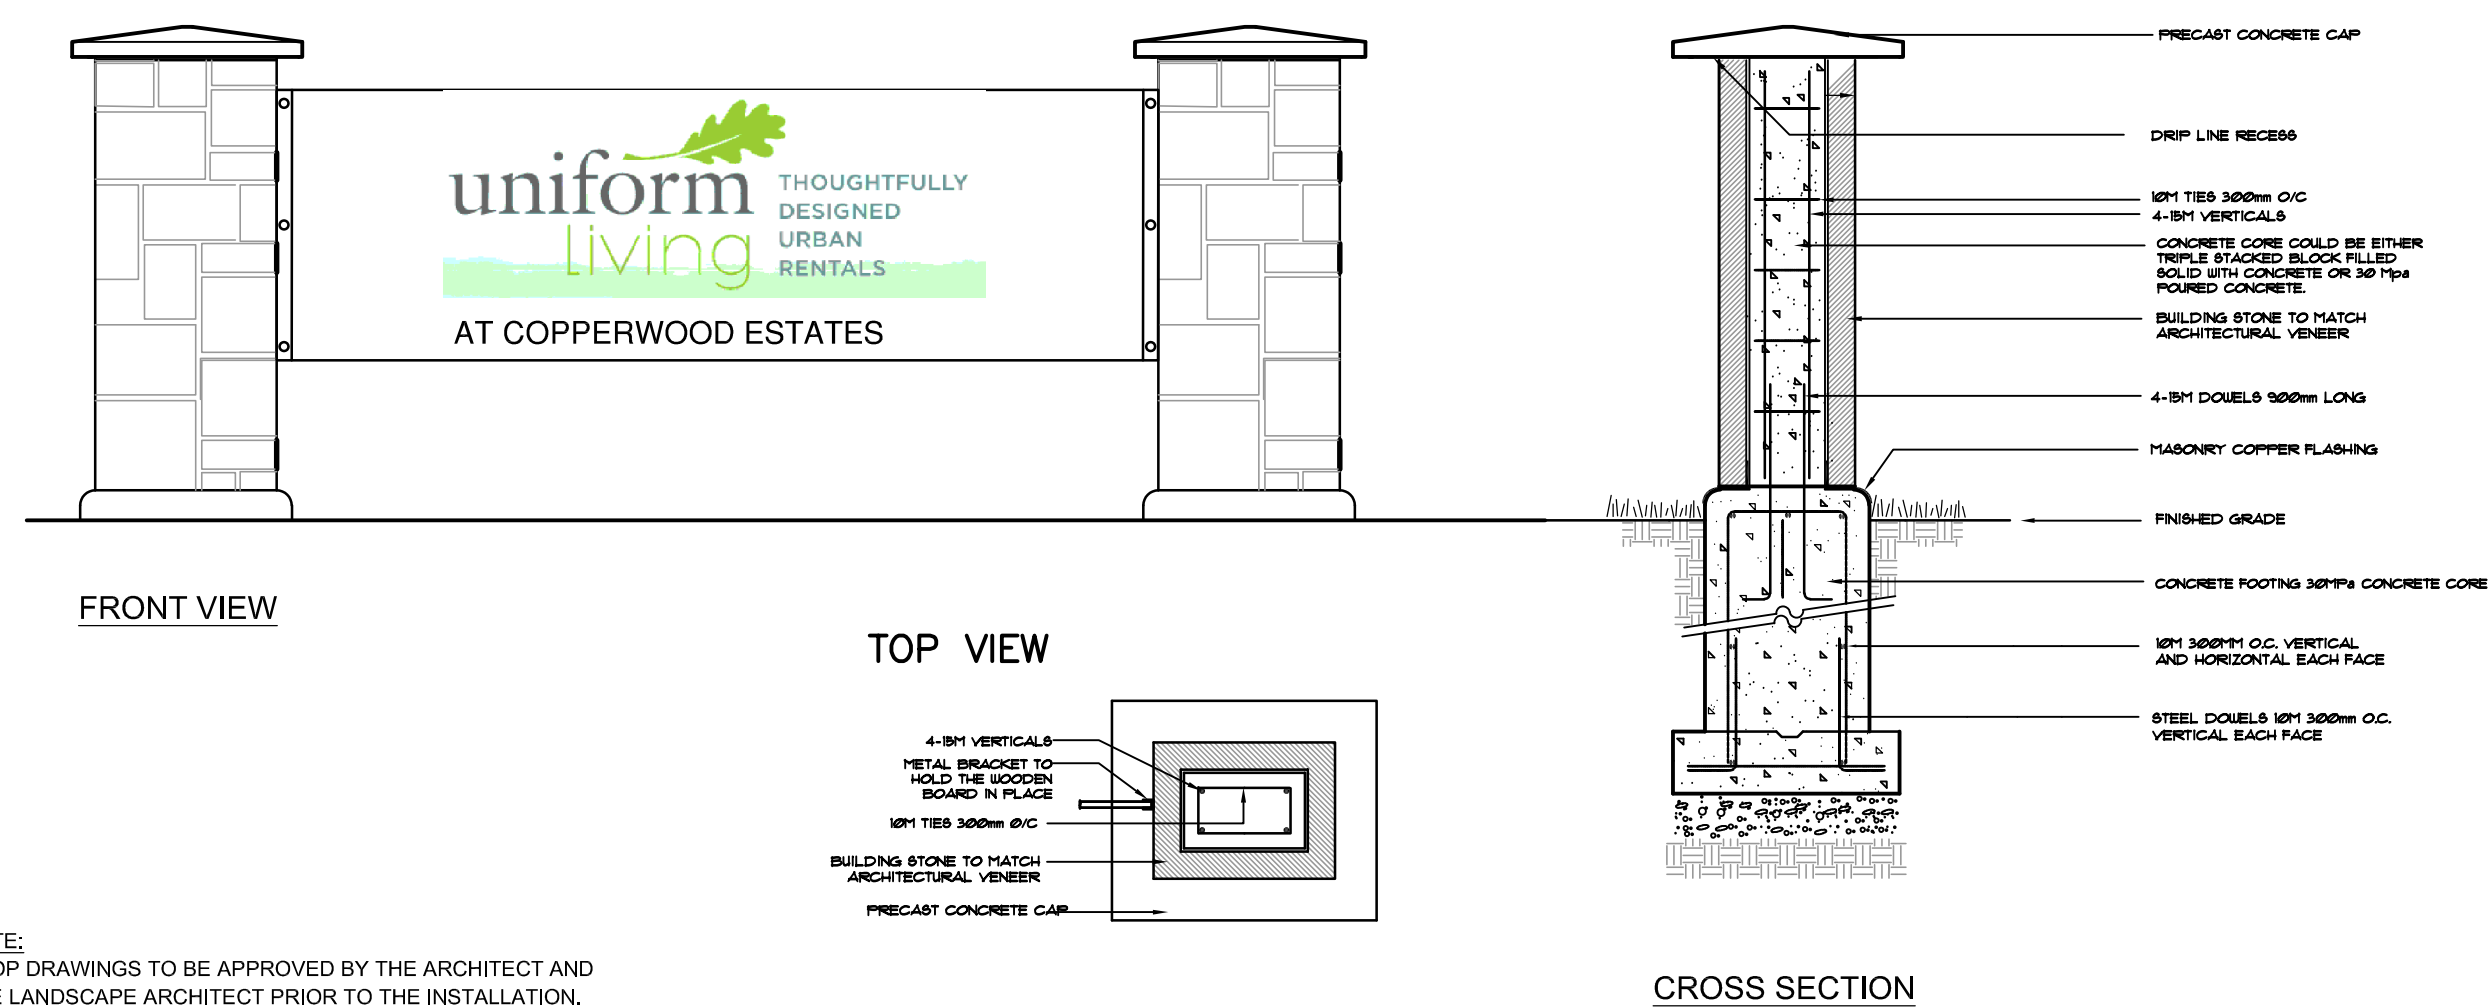 uniform
living
THOUGHTFULLY
DESIGNED
URBAN
RENTALS
AT COPPERWOOD ESTATES
FRONT VIEW
TOP VIEW
4-15M VERTICALS
METAL BRACKET TO
HOLD THE WOODEN
BOARD IN PLACE
10M TIES 300mm O/C
BUILDING STONE TO MATCH
ARCHITECTURAL VENEER
PRECAST CONCRETE CAP
PRECAST CONCRETE CAP
DRIP LINE RECESS
10M TIES 300mm O/C
4-15M VERTICALS
CONCRETE CORE COULD BE EITHER
TRIPLE STACKED BLOCK FILLED
SOLID WITH CONCRETE OR 30 Mpa
POURED CONCRETE.
BUILDING STONE TO MATCH
ARCHITECTURAL VENEER
4-15M DOWELS 900mm LONG
MASONRY COPPER FLASHING
FINISHED GRADE
CONCRETE FOOTING 30MPa CONCRETE CORE
10M 300MM O.C. VERTICAL
AND HORIZONTAL EACH FACE
STEEL DOWELS 10M 300mm O.C.
VERTICAL EACH FACE
CROSS SECTION
TE:
OP DRAWINGS TO BE APPROVED BY THE ARCHITECT AND
E LANDSCAPE ARCHITECT PRIOR TO THE INSTALLATION.